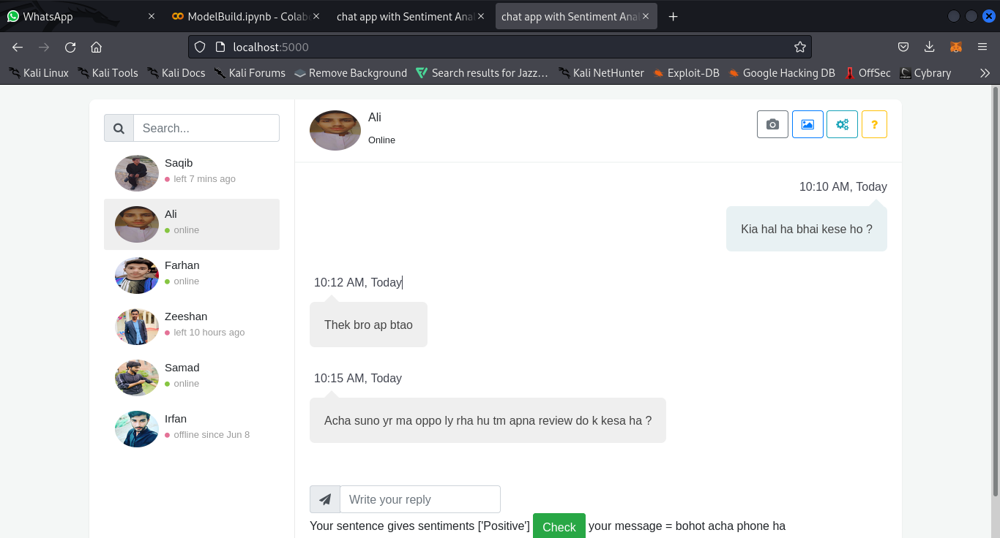 WhatsApp
ModelBuild.ipynb - Colab
chat app with Sentiment Anal
chat app with Sentiment Anal
localhost:5000
Kali Linux Kali Tools Kali Docs Kali Forums Remove Background Search results for Jazz… Kali NetHunter Exploit-DB Google Hacking DB OffSec Cybrary
Search...
Saqib
left 7 mins ago
Ali
online
Farhan
online
Zeeshan
left 10 hours ago
Samad
online
Irfan
offline since Jun 8
Ali
Online
?
10:10 AM, Today
Kia hal ha bhai kese ho ?
10:12 AM, Today
Thek bro ap btao
10:15 AM, Today
Acha suno yr ma oppo ly rha hu tm apna review do k kesa ha ?
Write your reply
Your sentence gives sentiments ['Positive'] Check your message = bohot acha phone ha